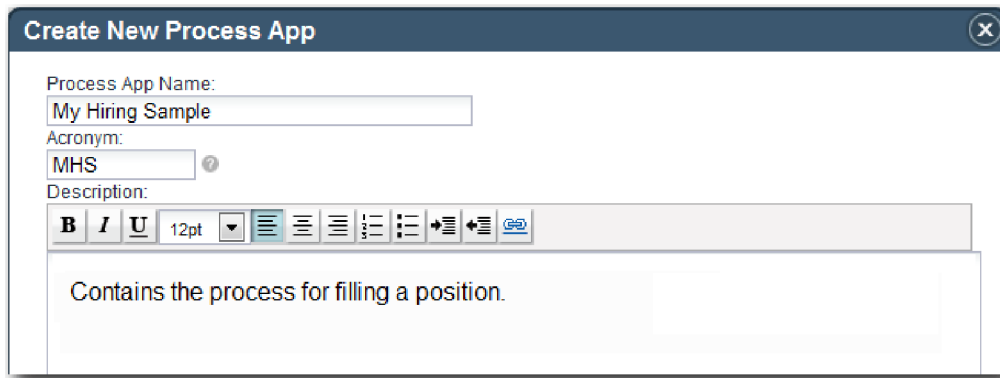 Create New Process App
Process App Name:
My Hiring Sample
Acronym:
MHS
Description:
B I U 12pt
Contains the process for filling a position.